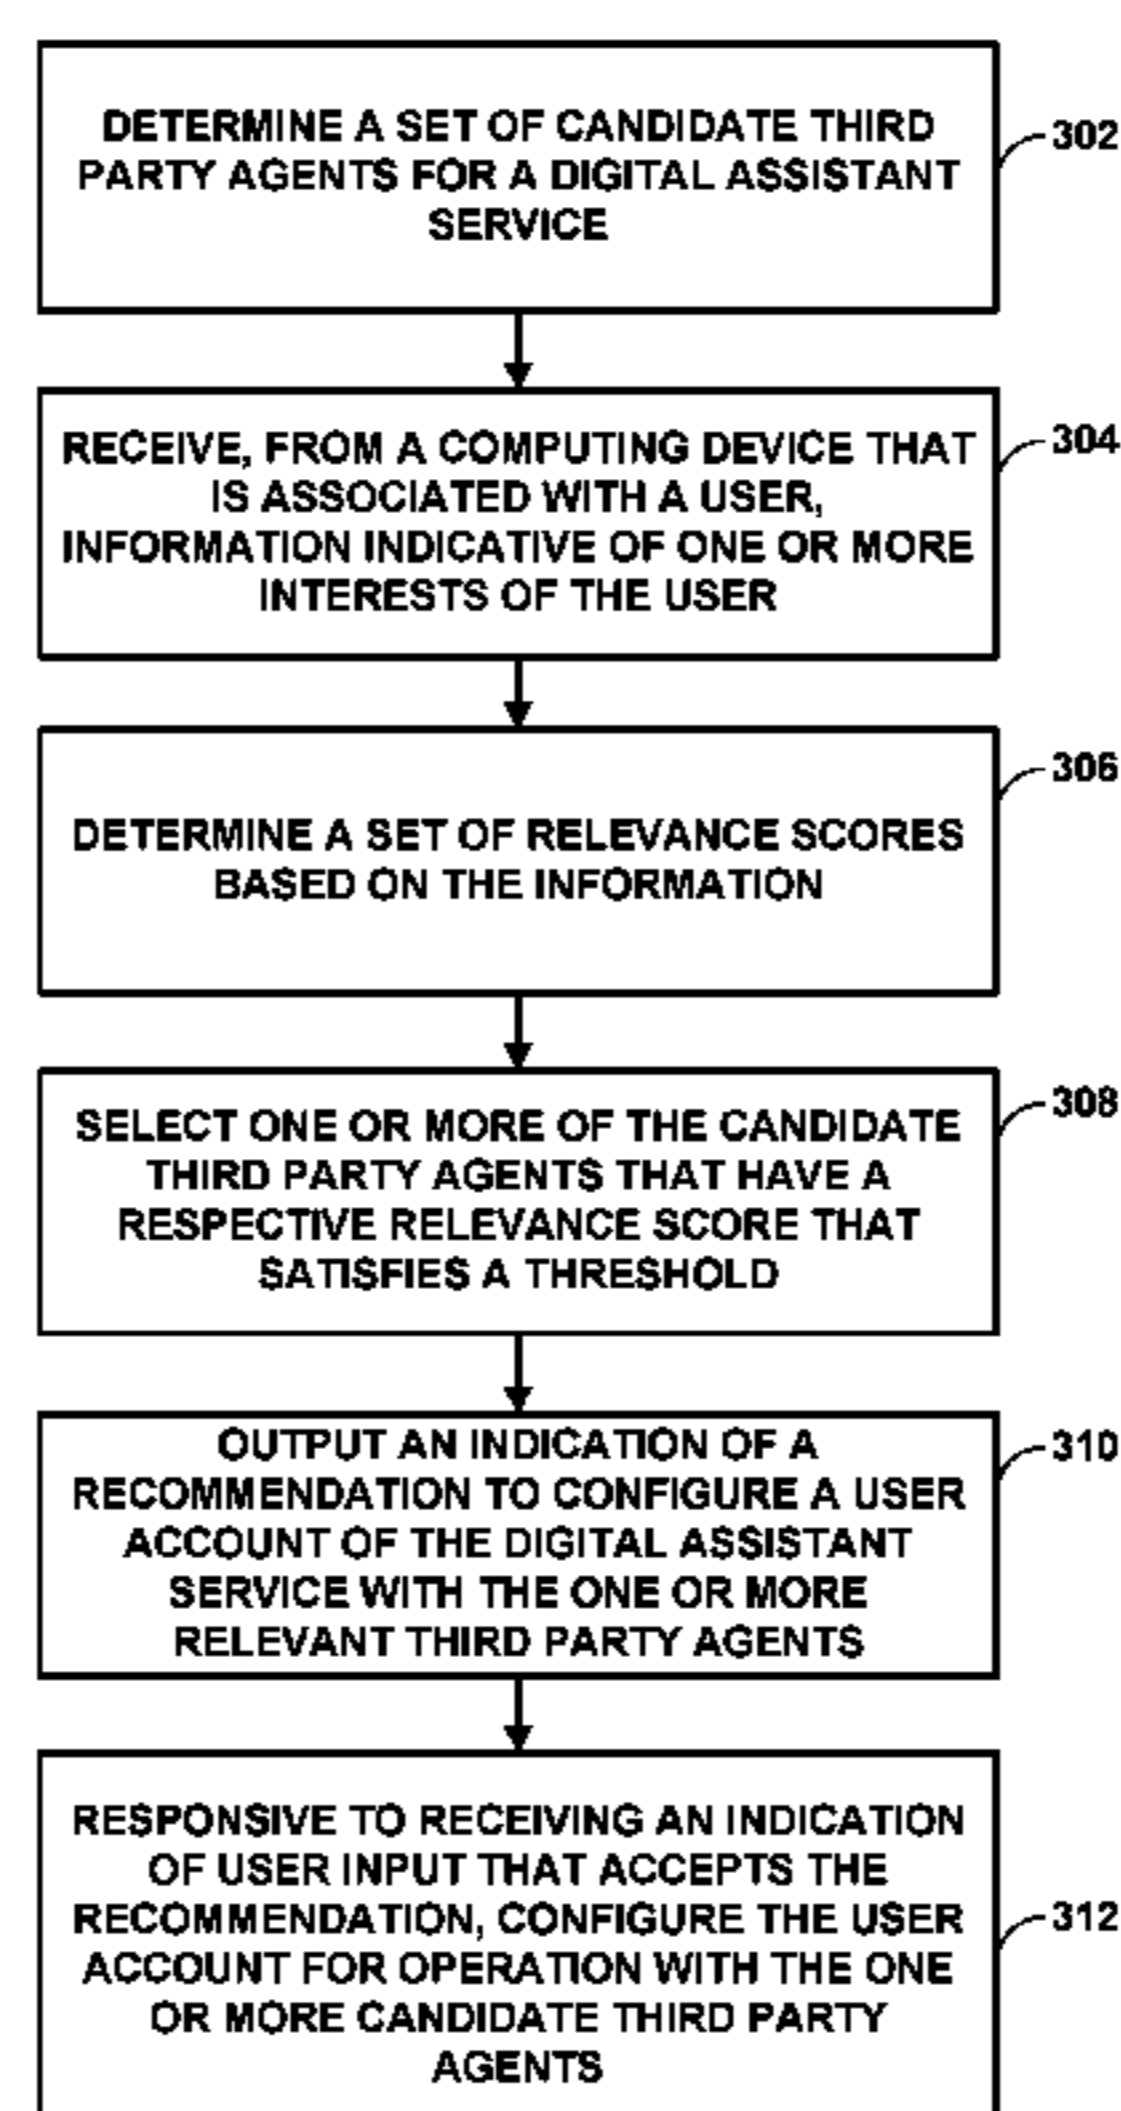 DETERMINE A SET OF CANDIDATE THIRD
PARTY AGENTS FOR A DIGITAL ASSISTANT
SERVICE
302
RECEIVE, FROM A COMPUTING DEVICE THAT
IS ASSOCIATED WITH A USER,
INFORMATION INDICATIVE OF ONE OR MORE
INTERESTS OF THE USER
304
DETERMINE A SET OF RELEVANCE SCORES
BASED ON THE INFORMATION
306
SELECT ONE OR MORE OF THE CANDIDATE
THIRD PARTY AGENTS THAT HAVE A
RESPECTIVE RELEVANCE SCORE THAT
SATISFIES A THRESHOLD
308
OUTPUT AN INDICATION OF A
RECOMMENDATION TO CONFIGURE A USER
ACCOUNT OF THE DIGITAL ASSISTANT
SERVICE WITH THE ONE OR MORE
RELEVANT THIRD PARTY AGENTS
310
RESPONSIVE TO RECEIVING AN INDICATION
OF USER INPUT THAT ACCEPTS THE
RECOMMENDATION, CONFIGURE THE USER
ACCOUNT FOR OPERATION WITH THE ONE
OR MORE CANDIDATE THIRD PARTY
AGENTS
312